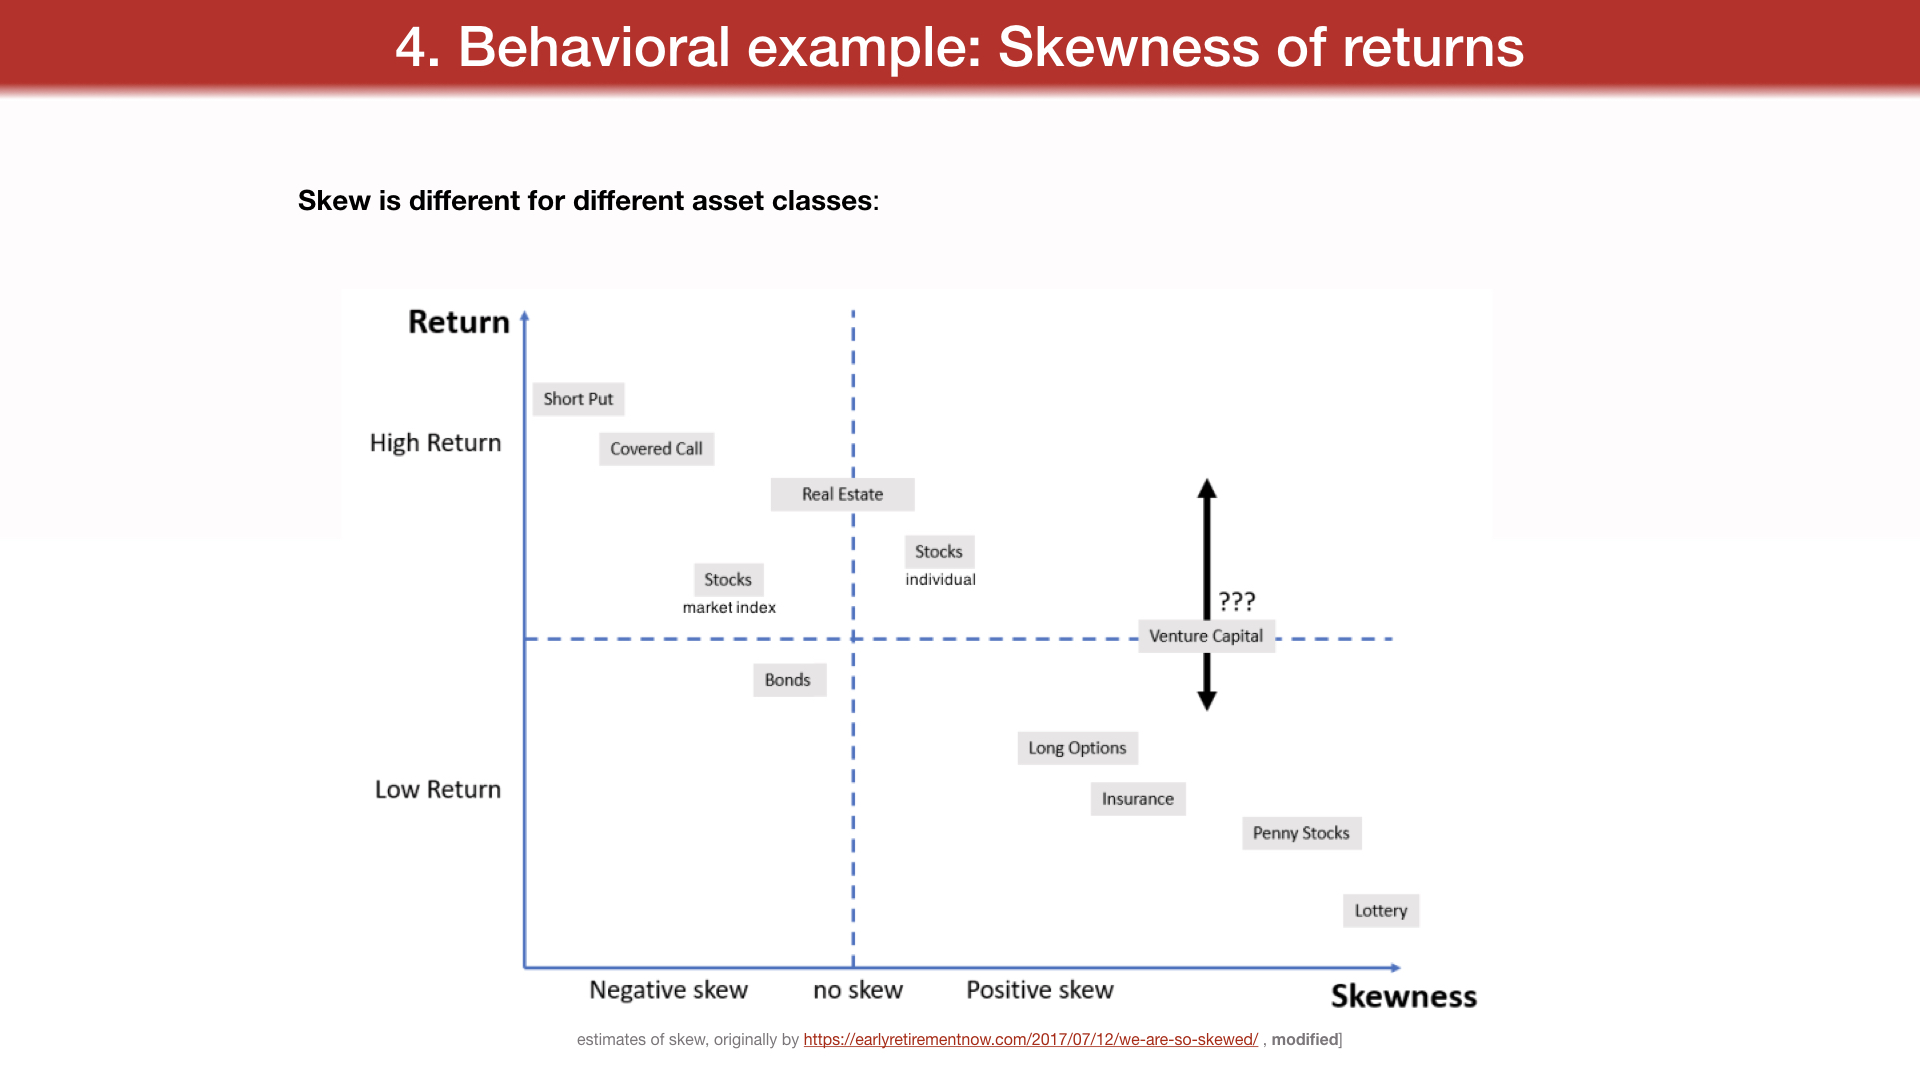 4. Behavioral example: Skewness of returns
Skew is different for different asset classes:
Return
Short Put
High Return
Covered Call
Real Estate
Stocks
individual
Stocks
market index
???
Venture Capital
Bonds
Long Options
Low Return
Insurance
Penny Stocks
Lottery
Negative skew
no skew
Positive skew
Skewness
estimates of skew, originally by https://earlyretirementnow.com/2017/07/12/we-are-so-skewed/ , modified]